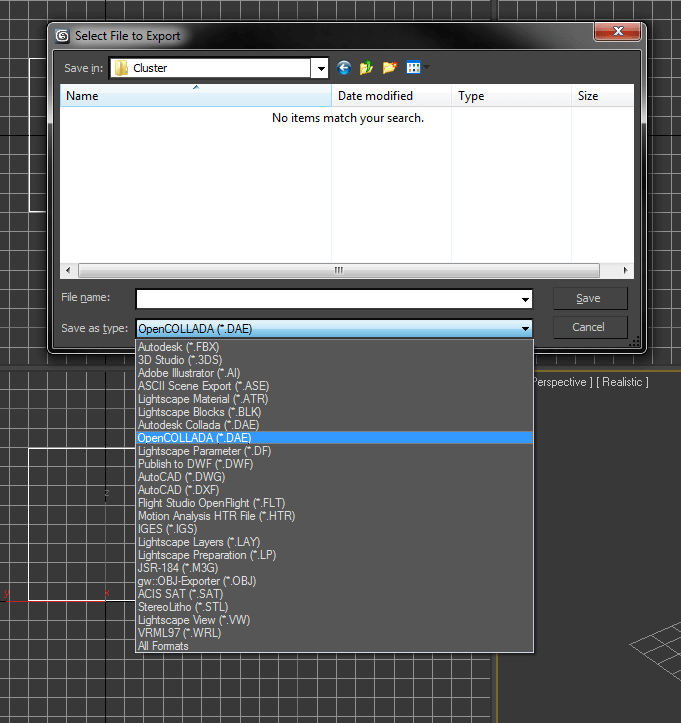 Select File to Export
Save in: Cluster
Name Date modified Type Size
No items match your search.
File name: Save
Save as type: OpenCOLLADA (*.DAE) Cancel
Autodesk (*.FBX)
3D Studio (*.3DS)
Adobe Illustrator (*.AI)
Perspective ] [ Realistic ]
ASCII Scene Export (*.ASE)
Lightscape Material (*.ATR)
Lightscape Blocks (*.BLK)
Autodesk Collada (*.DAE)
OpenCOLLADA (*.DAE)
Lightscape Parameter (*.DF)
Publish to DWF (*.DWF)
AutoCAD (*.DWG)
AutoCAD (*.DXF)
z
Flight Studio OpenFlight (*.FLT)
Motion Analysis HTR File (*.HTR)
IGES (*.IGS)
Lightscape Layers (*.LAY)
Lightscape Preparation (*.LP)
JSR-184 (*.M3G)
gw::OBJ-Exporter (*.OBJ)
y x
ACIS SAT (*.SAT)
StereoLitho (*.STL)
Lightscape View (*.VW)
VRML97 (*.WRL)
All Formats